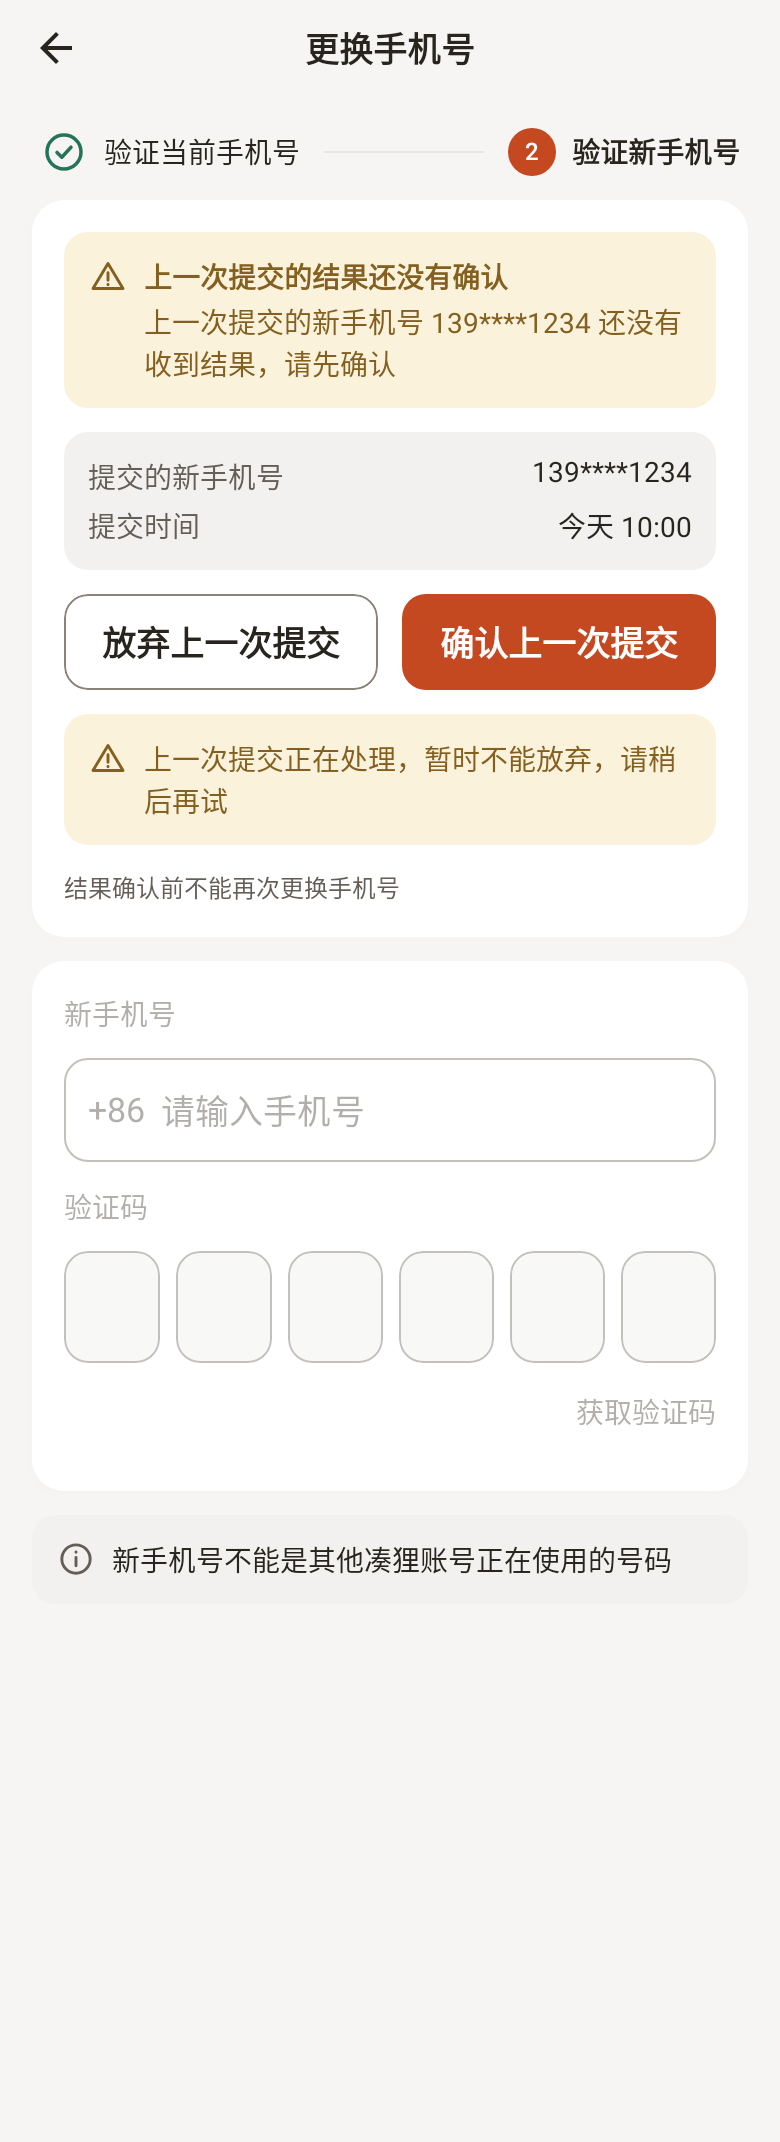 更换手机号
验证当前手机号
2 验证新手机号
上一次提交的结果还没有确认
上一次提交的新手机号 139****1234 还没有
收到结果，请先确认
提交的新手机号 139****1234
提交时间 今天 10:00
放弃上一次提交 确认上一次提交
上一次提交正在处理，暂时不能放弃，请稍
后再试
结果确认前不能再次更换手机号
新手机号
+86 请输入手机号
验证码
获取验证码
新手机号不能是其他凑狸账号正在使用的号码